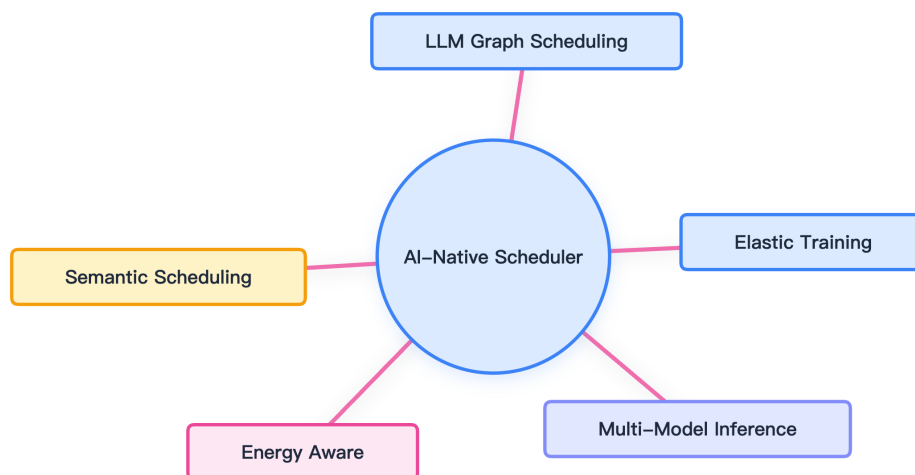 LLM Graph Scheduling
Elastic Training
AI-Native Scheduler
Semantic Scheduling
Multi-Model Inference
Energy Aware